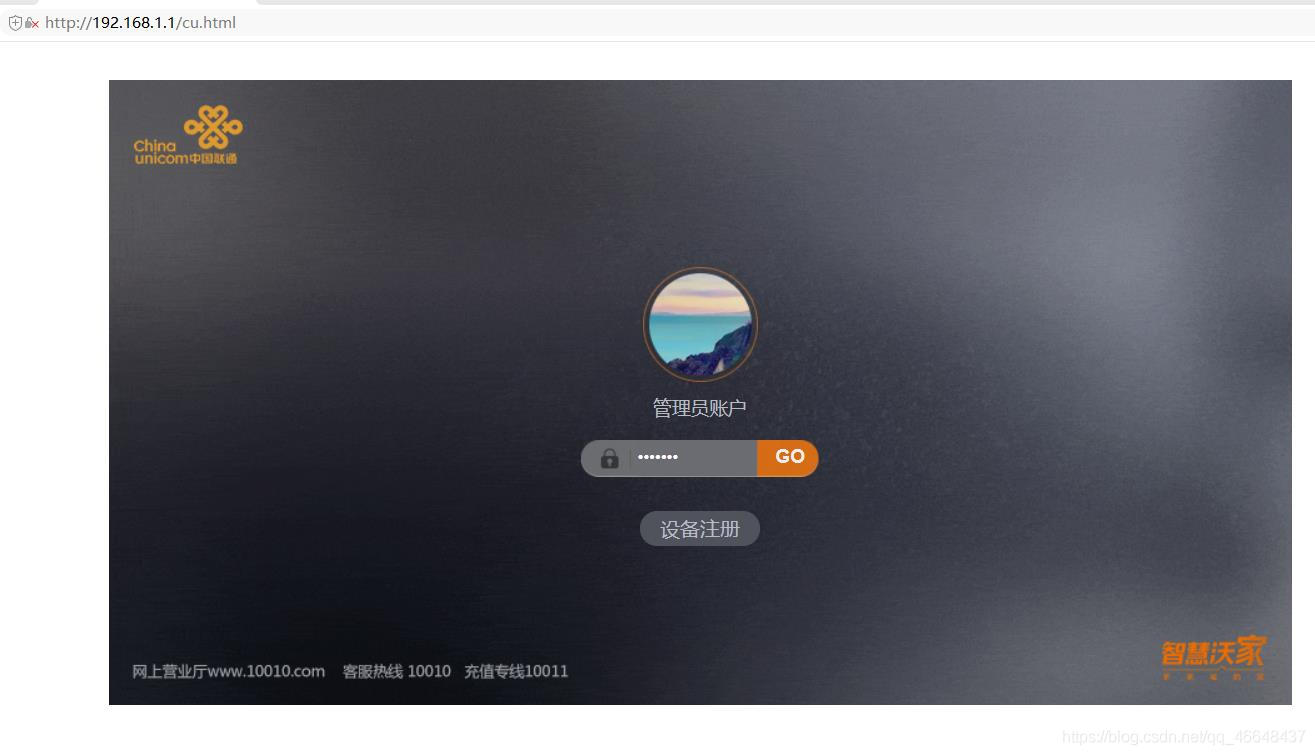 http://192.168.1.1/cu.html
China
unicom中国联通
管理员账户
•••••••
GO
设备注册
网上营业厅www.10010.com 客服热线 10010 充值专线10011
智慧沃家
https://blog.csdn.net/qq_46648437